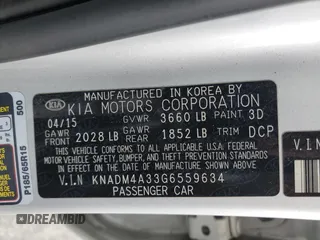 MANUFACTURED IN KOREA BY
KIA KIA MOTORS CORPORATION
04/15 GVWR 3660 LB PAINT 3D
GAWR FRONT 2028 LB GAWR REAR 1852 LB TRIM DCP
THIS VEHICLE CONFORMS TO ALL APPLICABLE U.S.A FEDERAL
MOTOR VEHICLE SAFETY, BUMPER, AND THEFT PREVENTION
STANDARDS IN EFFECT ON THE DATE OF MANUFACTURE
SHOWN ABOVE.
V.I.N KNADM4A33G6559634
PASSENGER CAR
500
P185/65R15
V.I.N
DREAMBID